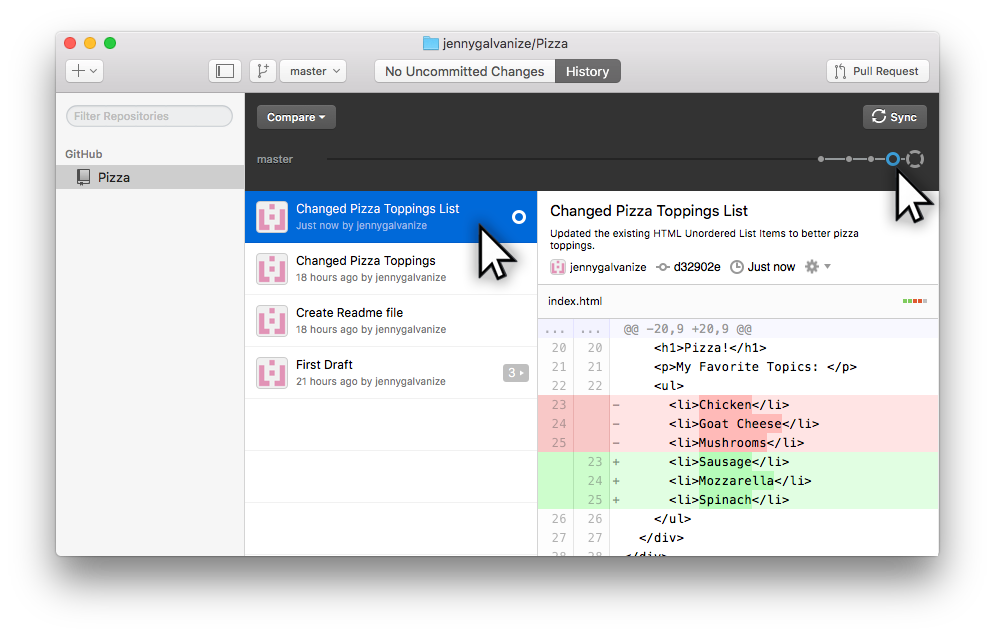 jennygalvanize/Pizza
master
No Uncommitted Changes
History
Pull Request
Filter Repositories
GitHub
Pizza
Compare
Sync
master
Changed Pizza Toppings List
Just now by jennygalvanize
Changed Pizza Toppings
18 hours ago by jennygalvanize
Create Readme file
18 hours ago by jennygalvanize
First Draft
21 hours ago by jennygalvanize
3
Changed Pizza Toppings List
Updated the existing HTML Unordered List Items to better pizza
toppings.
jennygalvanize d32902e Just now
index.html
... ... @@ -20,9 +20,9 @@
20 20 <h1>Pizza!</h1>
21 21 <p>My Favorite Topics: </p>
22 22 <ul>
23 - <li>Chicken</li>
24 - <li>Goat Cheese</li>
25 - <li>Mushrooms</li>
23 + <li>Sausage</li>
24 + <li>Mozzarella</li>
25 + <li>Spinach</li>
26 26 </ul>
27 27 </div>
28 28 </div>